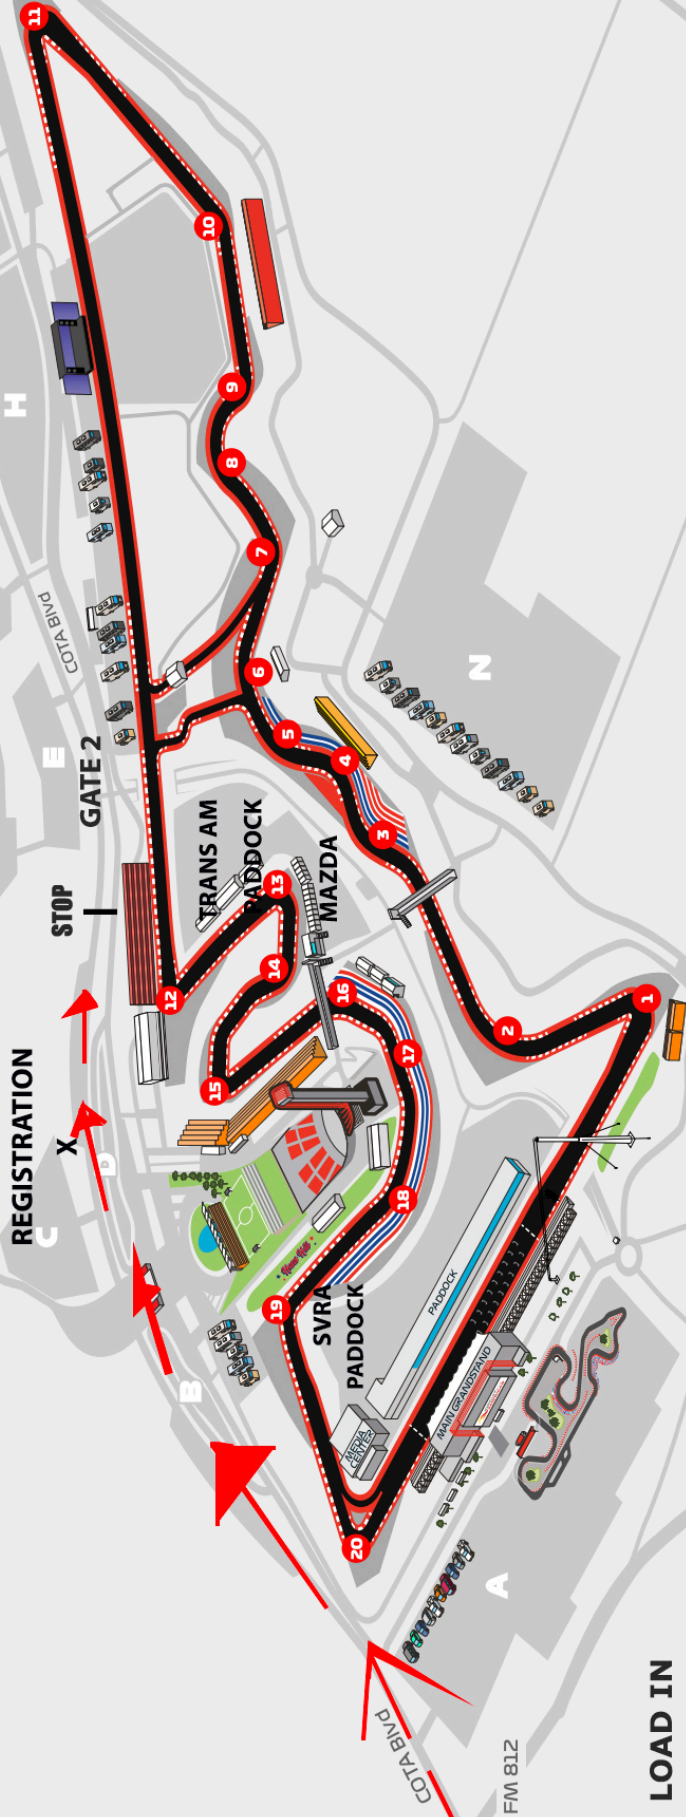 LOAD IN
FM 812
COTA Blvd
A
B
C
D
E
H
N
REGISTRATION
X
STOP
GATE 2
COTA Blvd
TRANS AM
PADDOCK
MAZDA
SVRA
PADDOCK
PADDOCK
MAIN GRANDSTAND
MEDIA
CENTER
1
2
3
4
5
6
7
8
9
10
11
12
13
14
15
16
17
18
19
20